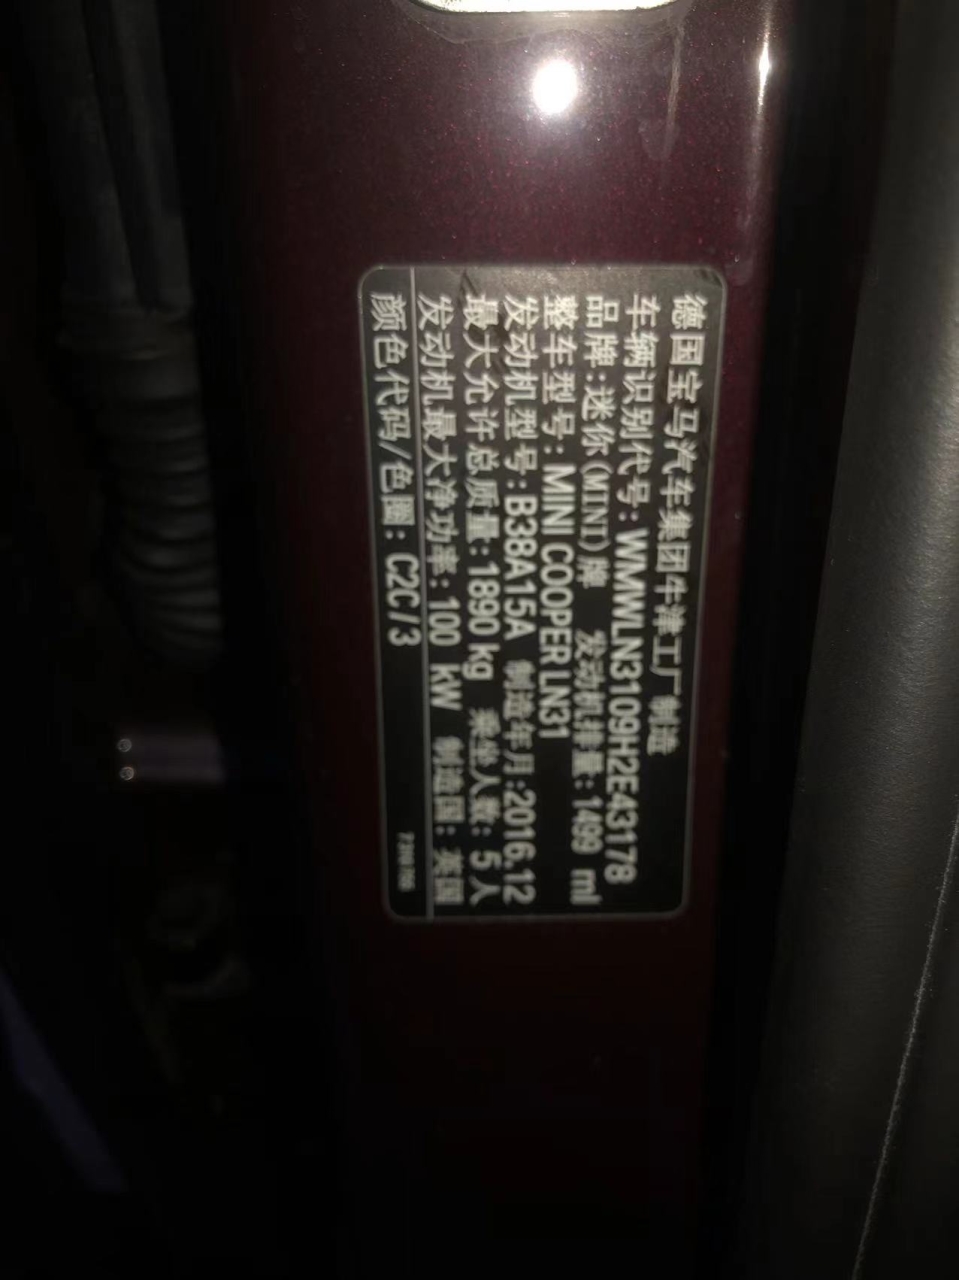 德国宝马汽车集团牛津工厂制造
车辆识别代号:WMWLN3109H2E43178
品牌:迷你(MINI)牌 发动机排量:1499 ml
整车型号:MINI COOPER LN31
发动机型号:B38A15A 制造年月:2016.12
最大允许总质量:1890 kg 乘坐人数:5人
发动机最大净功率:100 kW 制造国:英国
颜色代码/色圈:C2C/3